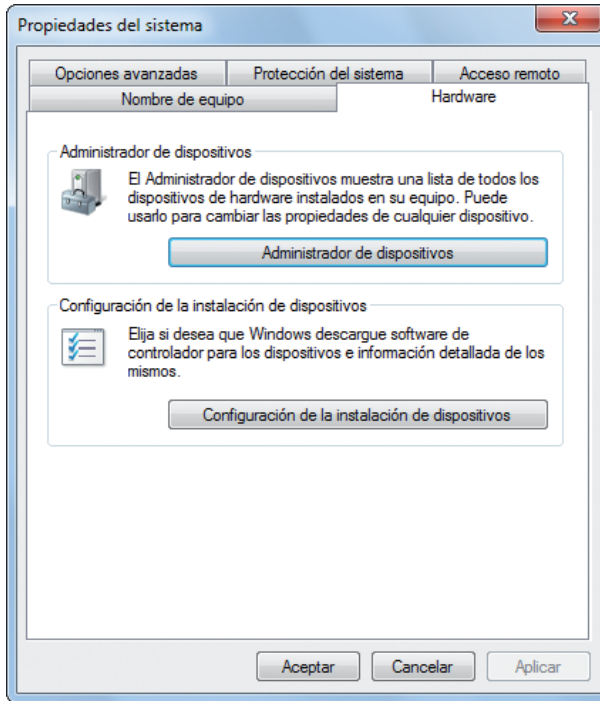 Propiedades del sistema
Opciones avanzadas
Protección del sistema
Acceso remoto
Nombre de equipo
Hardware
Administrador de dispositivos
El Administrador de dispositivos muestra una lista de todos los
dispositivos de hardware instalados en su equipo. Puede
usarlo para cambiar las propiedades de cualquier dispositivo.
Administrador de dispositivos
Configuración de la instalación de dispositivos
Elija si desea que Windows descargue software de
controlador para los dispositivos e información detallada de los
mismos.
Configuración de la instalación de dispositivos
Aceptar
Cancelar
Aplicar